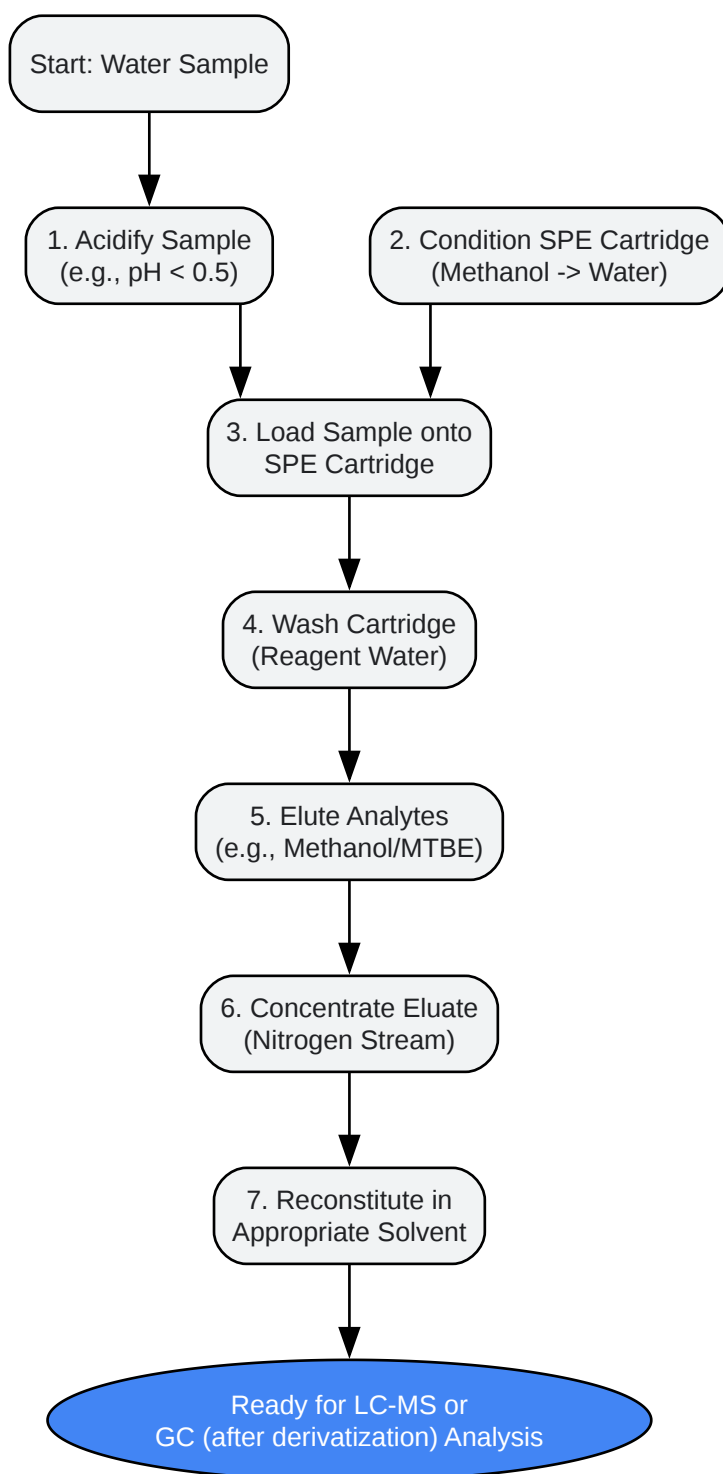 Start: Water Sample
1. Acidify Sample
(e.g., pH < 0.5)
2. Condition SPE Cartridge
(Methanol -> Water)
3. Load Sample onto
SPE Cartridge
4. Wash Cartridge
(Reagent Water)
5. Elute Analytes
(e.g., Methanol/MTBE)
6. Concentrate Eluate
(Nitrogen Stream)
7. Reconstitute in
Appropriate Solvent
Ready for LC-MS or
GC (after derivatization) Analysis